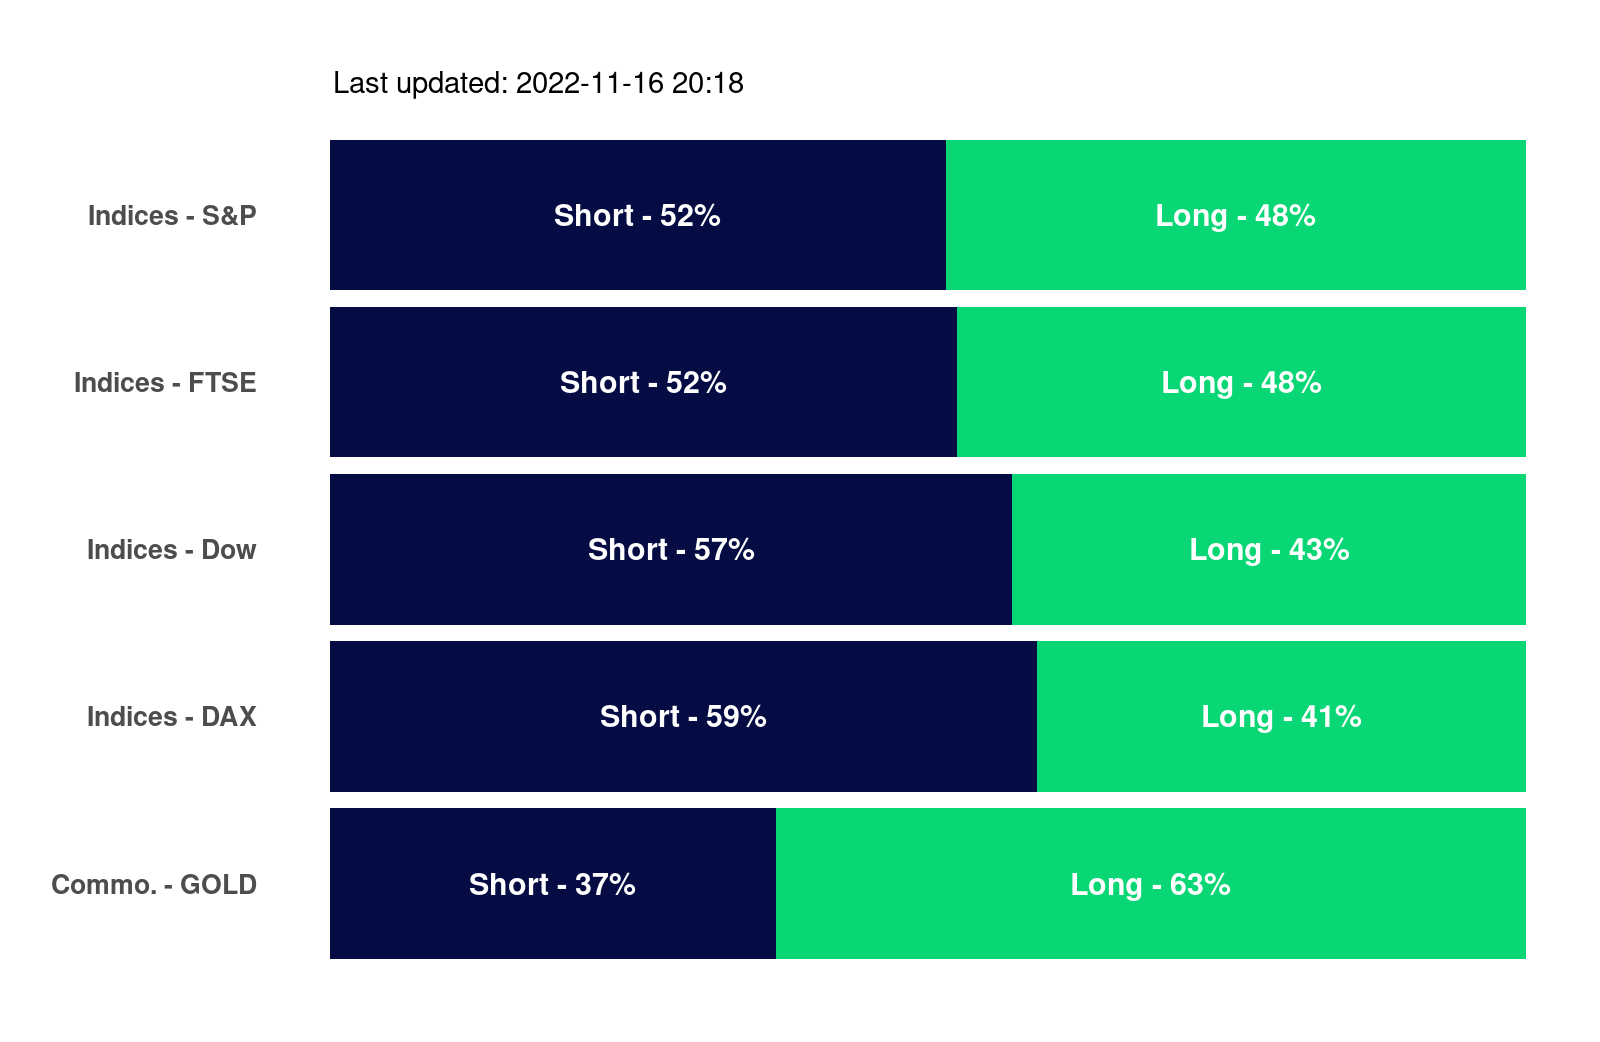 Last updated: 2022-11-16 20:18
Indices - S&P Short - 52% Long - 48%
Indices - FTSE Short - 52% Long - 48%
Indices - Dow Short - 57% Long - 43%
Indices - DAX Short - 59% Long - 41%
Commo. - GOLD Short - 37% Long - 63%